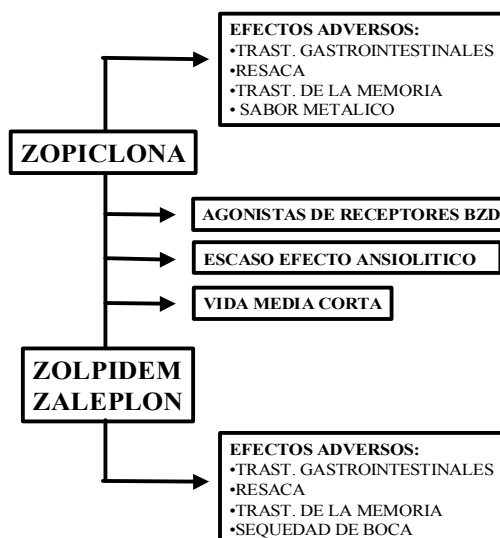 EFECTOS ADVERSOS:
•TRAST. GASTROINTESTINALES
•RESACA
•TRAST. DE LA MEMORIA
• SABOR METALICO
ZOPICLONA
AGONISTAS DE RECEPTORES BZD
ESCASO EFECTO ANSIOLITICO
VIDA MEDIA CORTA
ZOLPIDEM
ZALEPLON
EFECTOS ADVERSOS:
•TRAST. GASTROINTESTINALES
•RESACA
•TRAST. DE LA MEMORIA
•SEQUEDAD DE BOCA